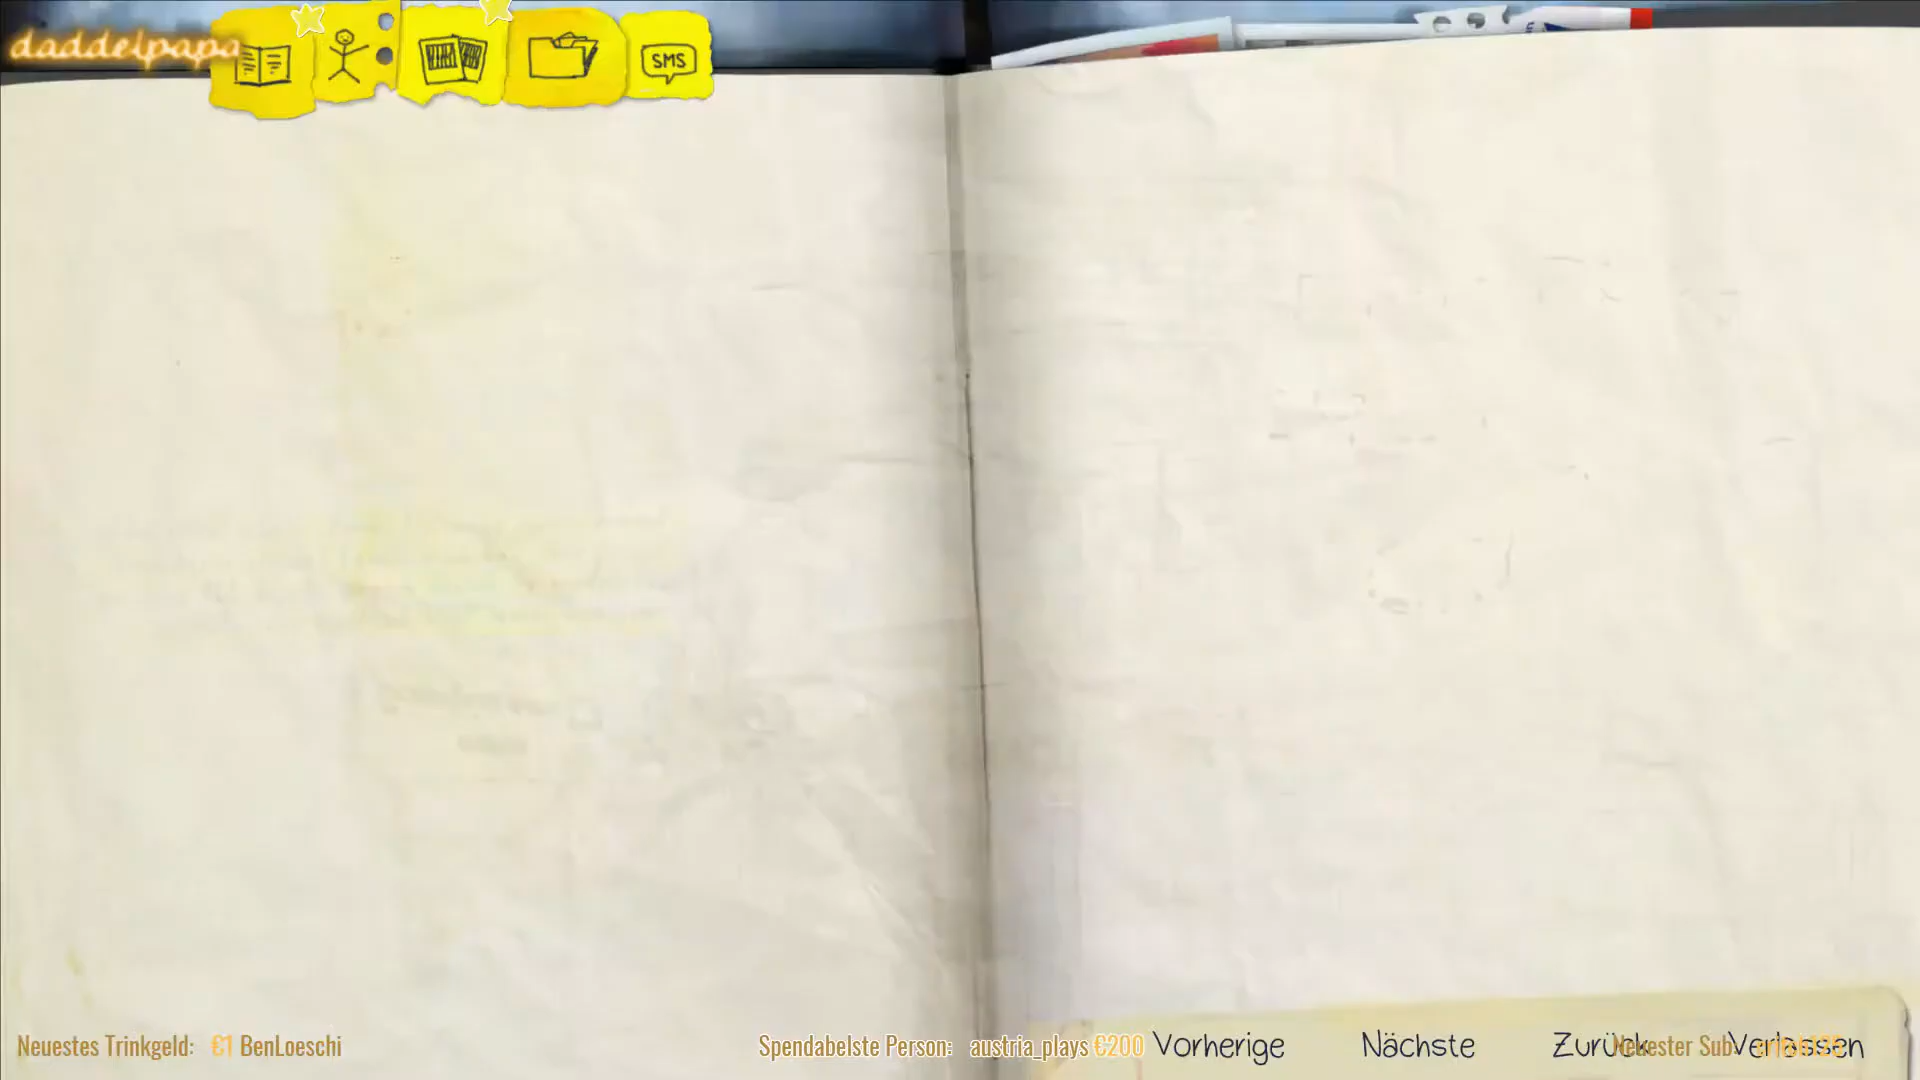 daddelpapa
SMS
Neuestes Trinkgeld: €1 BenLoeschi
Spendabelste Person: austria_plays €200
Vorherige
Nächste
Zurück
Neuester Sub:
Verlassen